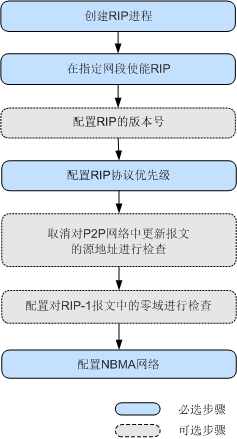 创建RIP进程
在指定网段使能RIP
配置RIP的版本号
配置RIP协议优先级
取消对P2P网络中更新报文
的源地址进行检查
配置对RIP-1报文中的零域进行检查
配置NBMA网络
必选步骤
可选步骤